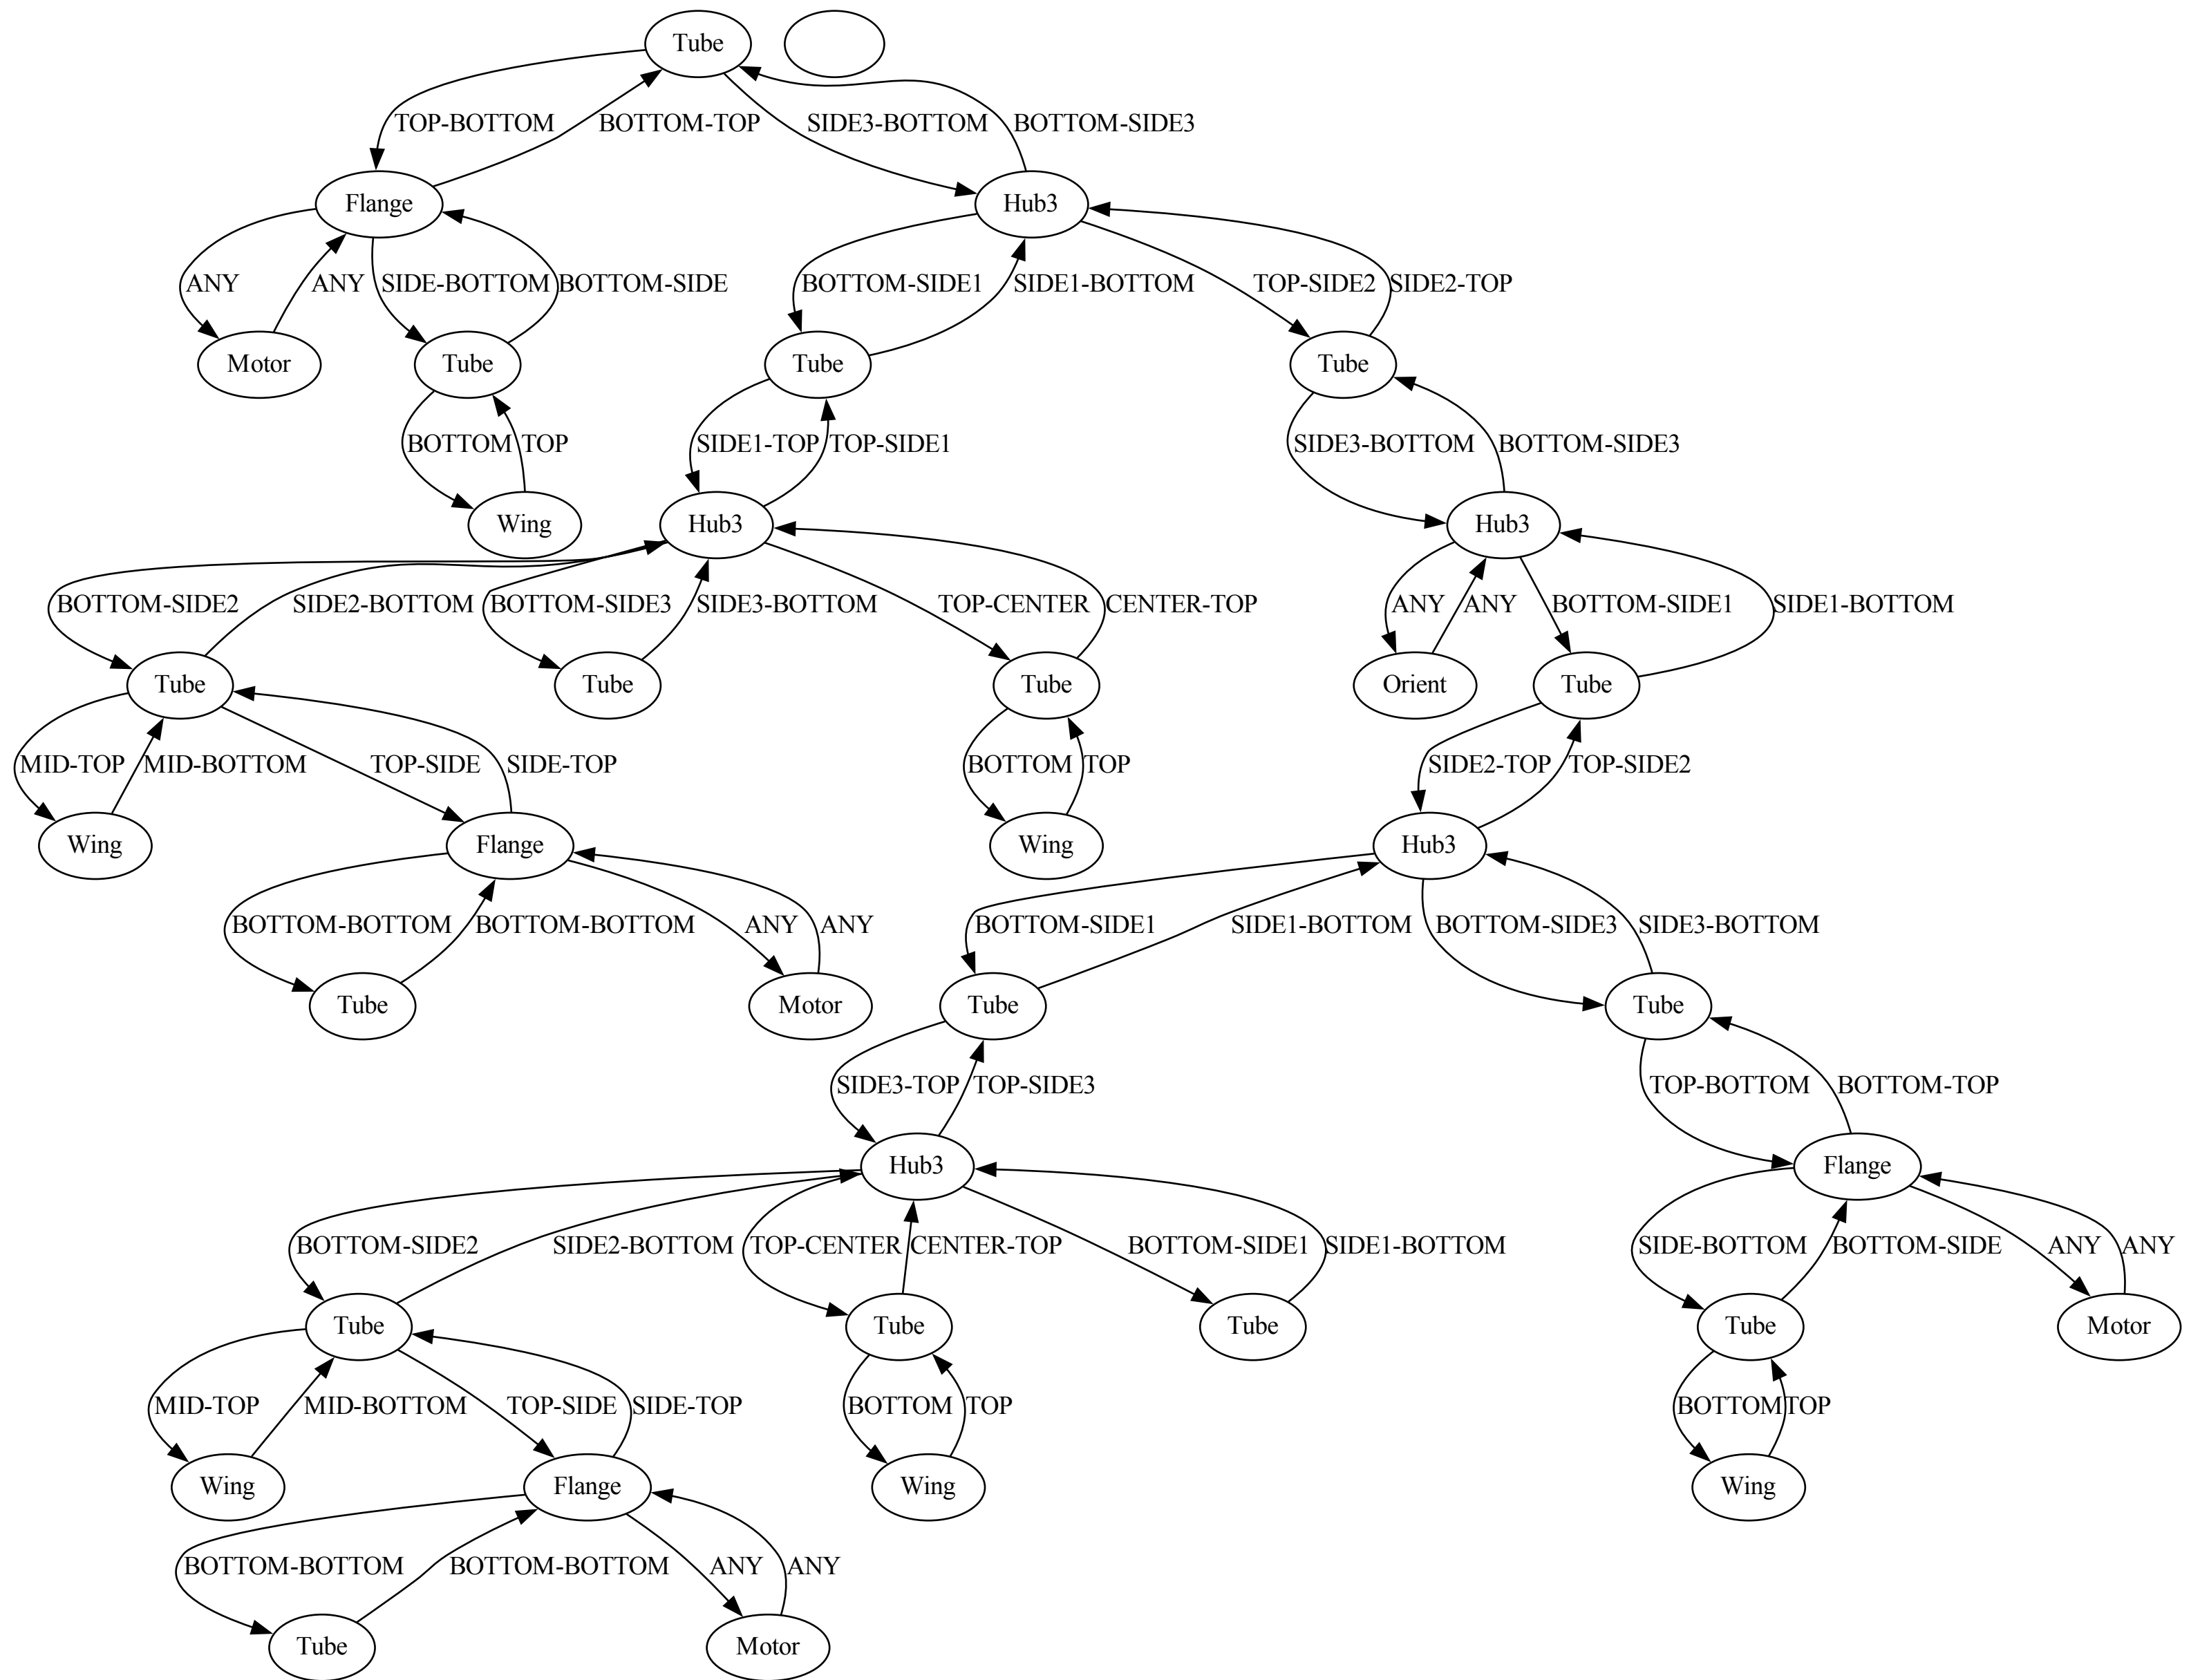 Tube
TOP-BOTTOM
BOTTOM-TOP
SIDE3-BOTTOM
BOTTOM-SIDE3
Flange
Hub3
ANY
ANY
SIDE-BOTTOM
BOTTOM-SIDE
BOTTOM-SIDE1
SIDE1-BOTTOM
TOP-SIDE2
SIDE2-TOP
Motor
Tube
Tube
Tube
BOTTOM
TOP
SIDE1-TOP
TOP-SIDE1
SIDE3-BOTTOM
BOTTOM-SIDE3
Wing
Hub3
Hub3
BOTTOM-SIDE2
SIDE2-BOTTOM
BOTTOM-SIDE3
SIDE3-BOTTOM
TOP-CENTER
CENTER-TOP
ANY
ANY
BOTTOM-SIDE1
SIDE1-BOTTOM
Tube
Tube
Tube
Orient
Tube
MID-TOP
MID-BOTTOM
TOP-SIDE
SIDE-TOP
BOTTOM
TOP
SIDE2-TOP
TOP-SIDE2
Wing
Flange
Wing
Hub3
BOTTOM-BOTTOM
BOTTOM-BOTTOM
ANY
ANY
BOTTOM-SIDE1
SIDE1-BOTTOM
BOTTOM-SIDE3
SIDE3-BOTTOM
Tube
Motor
Tube
Tube
SIDE3-TOP
TOP-SIDE3
TOP-BOTTOM
BOTTOM-TOP
Hub3
Flange
BOTTOM-SIDE2
SIDE2-BOTTOM
TOP-CENTER
CENTER-TOP
BOTTOM-SIDE1
SIDE1-BOTTOM
SIDE-BOTTOM
BOTTOM-SIDE
ANY
ANY
Tube
Tube
Tube
Tube
Motor
MID-TOP
MID-BOTTOM
TOP-SIDE
SIDE-TOP
BOTTOM
TOP
BOTTOM
TOP
Wing
Flange
Wing
Wing
BOTTOM-BOTTOM
BOTTOM-BOTTOM
ANY
ANY
Tube
Motor